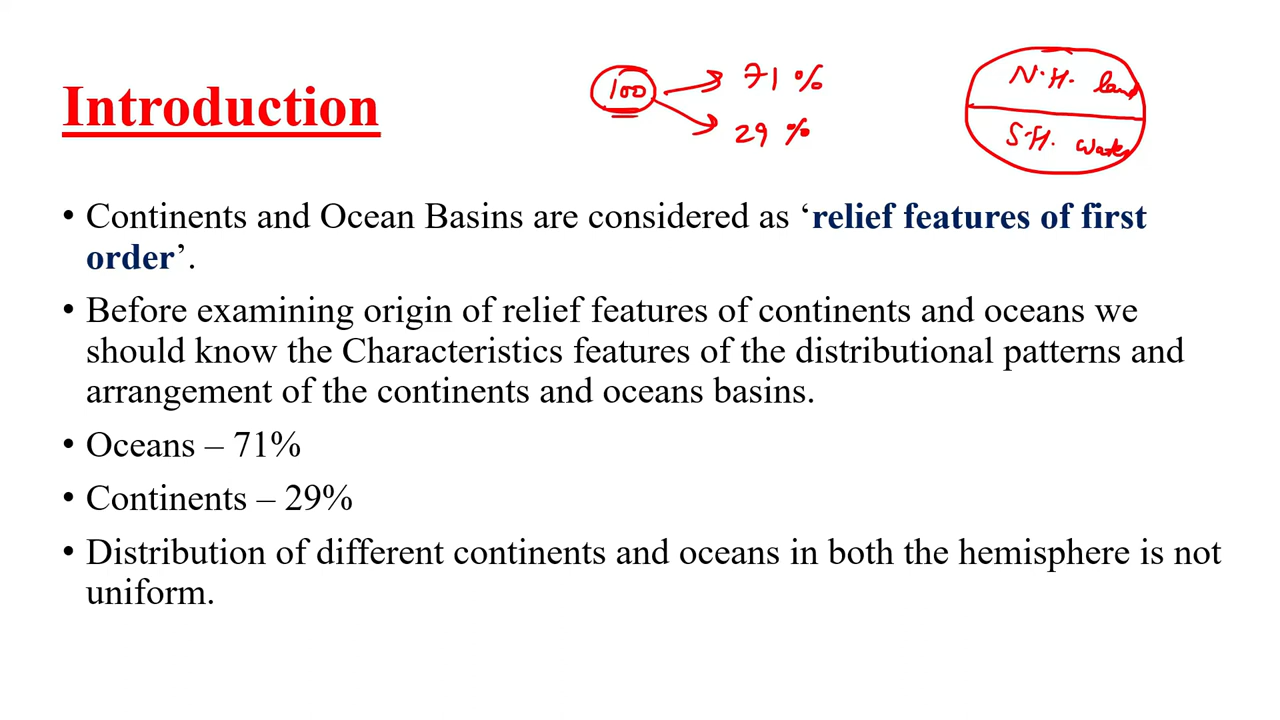 Introduction
100
71 %
29 %
N.H. land
S.H. water
• Continents and Ocean Basins are considered as ‘relief features of first
order’.
• Before examining origin of relief features of continents and oceans we
should know the Characteristics features of the distributional patterns and
arrangement of the continents and oceans basins.
• Oceans – 71%
• Continents – 29%
• Distribution of different continents and oceans in both the hemisphere is not
uniform.